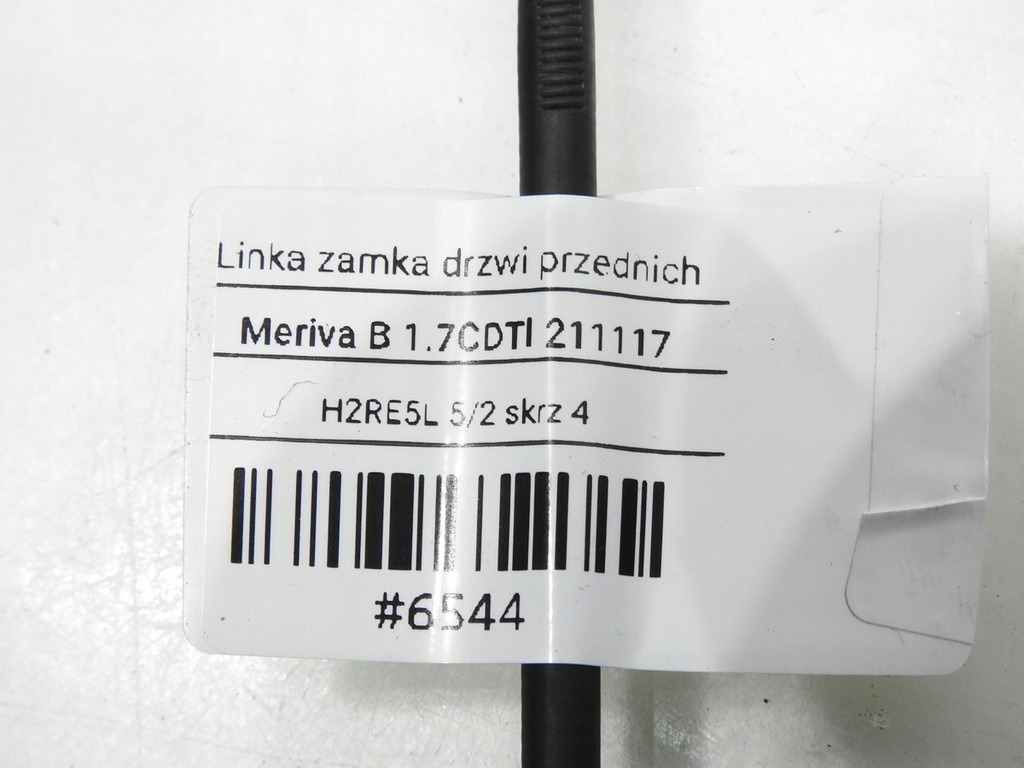 Linka zamka drzwi przednich
Meriva B 1.7CDTI 211117
H2RE5L 5/2 skrz 4
#6544